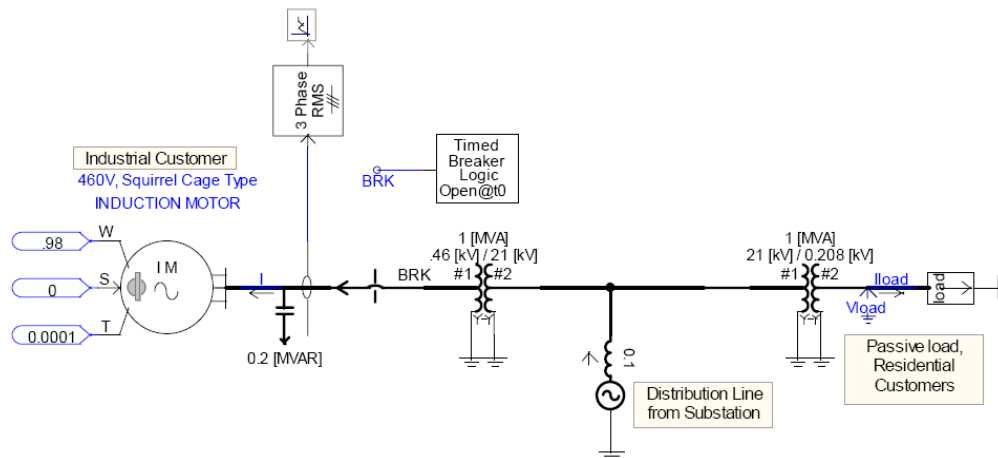 3 Phase
RMS
Industrial Customer
460V, Squirrel Cage Type
INDUCTION MOTOR
BRK
Timed
Breaker
Logic
Open@t0
.98
W
0
S
0.0001
T
I M
I
0.2 [MVAR]
BRK
1 [MVA]
.46 [kV] / 21 [kV]
#1
#2
Y-Y
0.1
Distribution Line
from Substation
1 [MVA]
21 [kV] / 0.208 [kV]
#1
#2
Y-Y
Iload
Vload
load
Passive load,
Residential
Customers